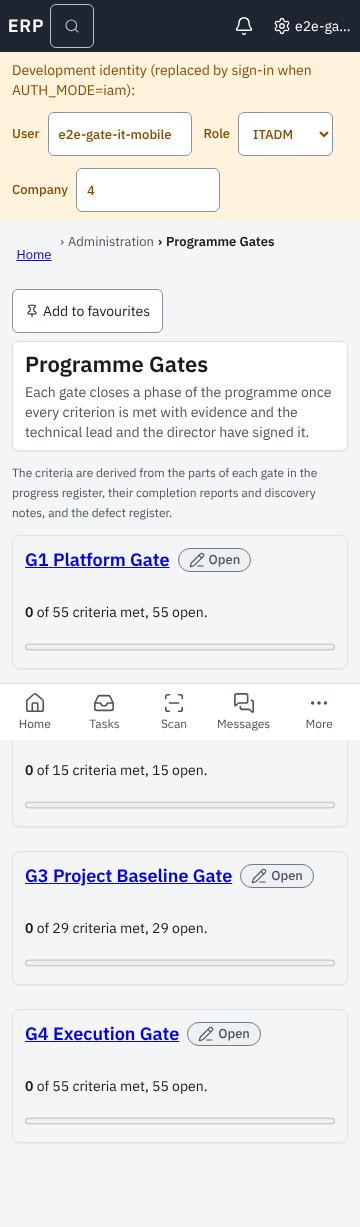 ERP
e2e-ga...
Development identity (replaced by sign-in when
AUTH_MODE=iam):
User e2e-gate-it-mobile Role ITADM
Company 4
Home › Administration › Programme Gates
Add to favourites
Programme Gates
Each gate closes a phase of the programme once
every criterion is met with evidence and the
technical lead and the director have signed it.
The criteria are derived from the parts of each gate in the
progress register, their completion reports and discovery
notes, and the defect register.
G1 Platform Gate Open
0 of 55 criteria met, 55 open.
Home Tasks Scan Messages More
0 of 15 criteria met, 15 open.
G3 Project Baseline Gate Open
0 of 29 criteria met, 29 open.
G4 Execution Gate Open
0 of 55 criteria met, 55 open.